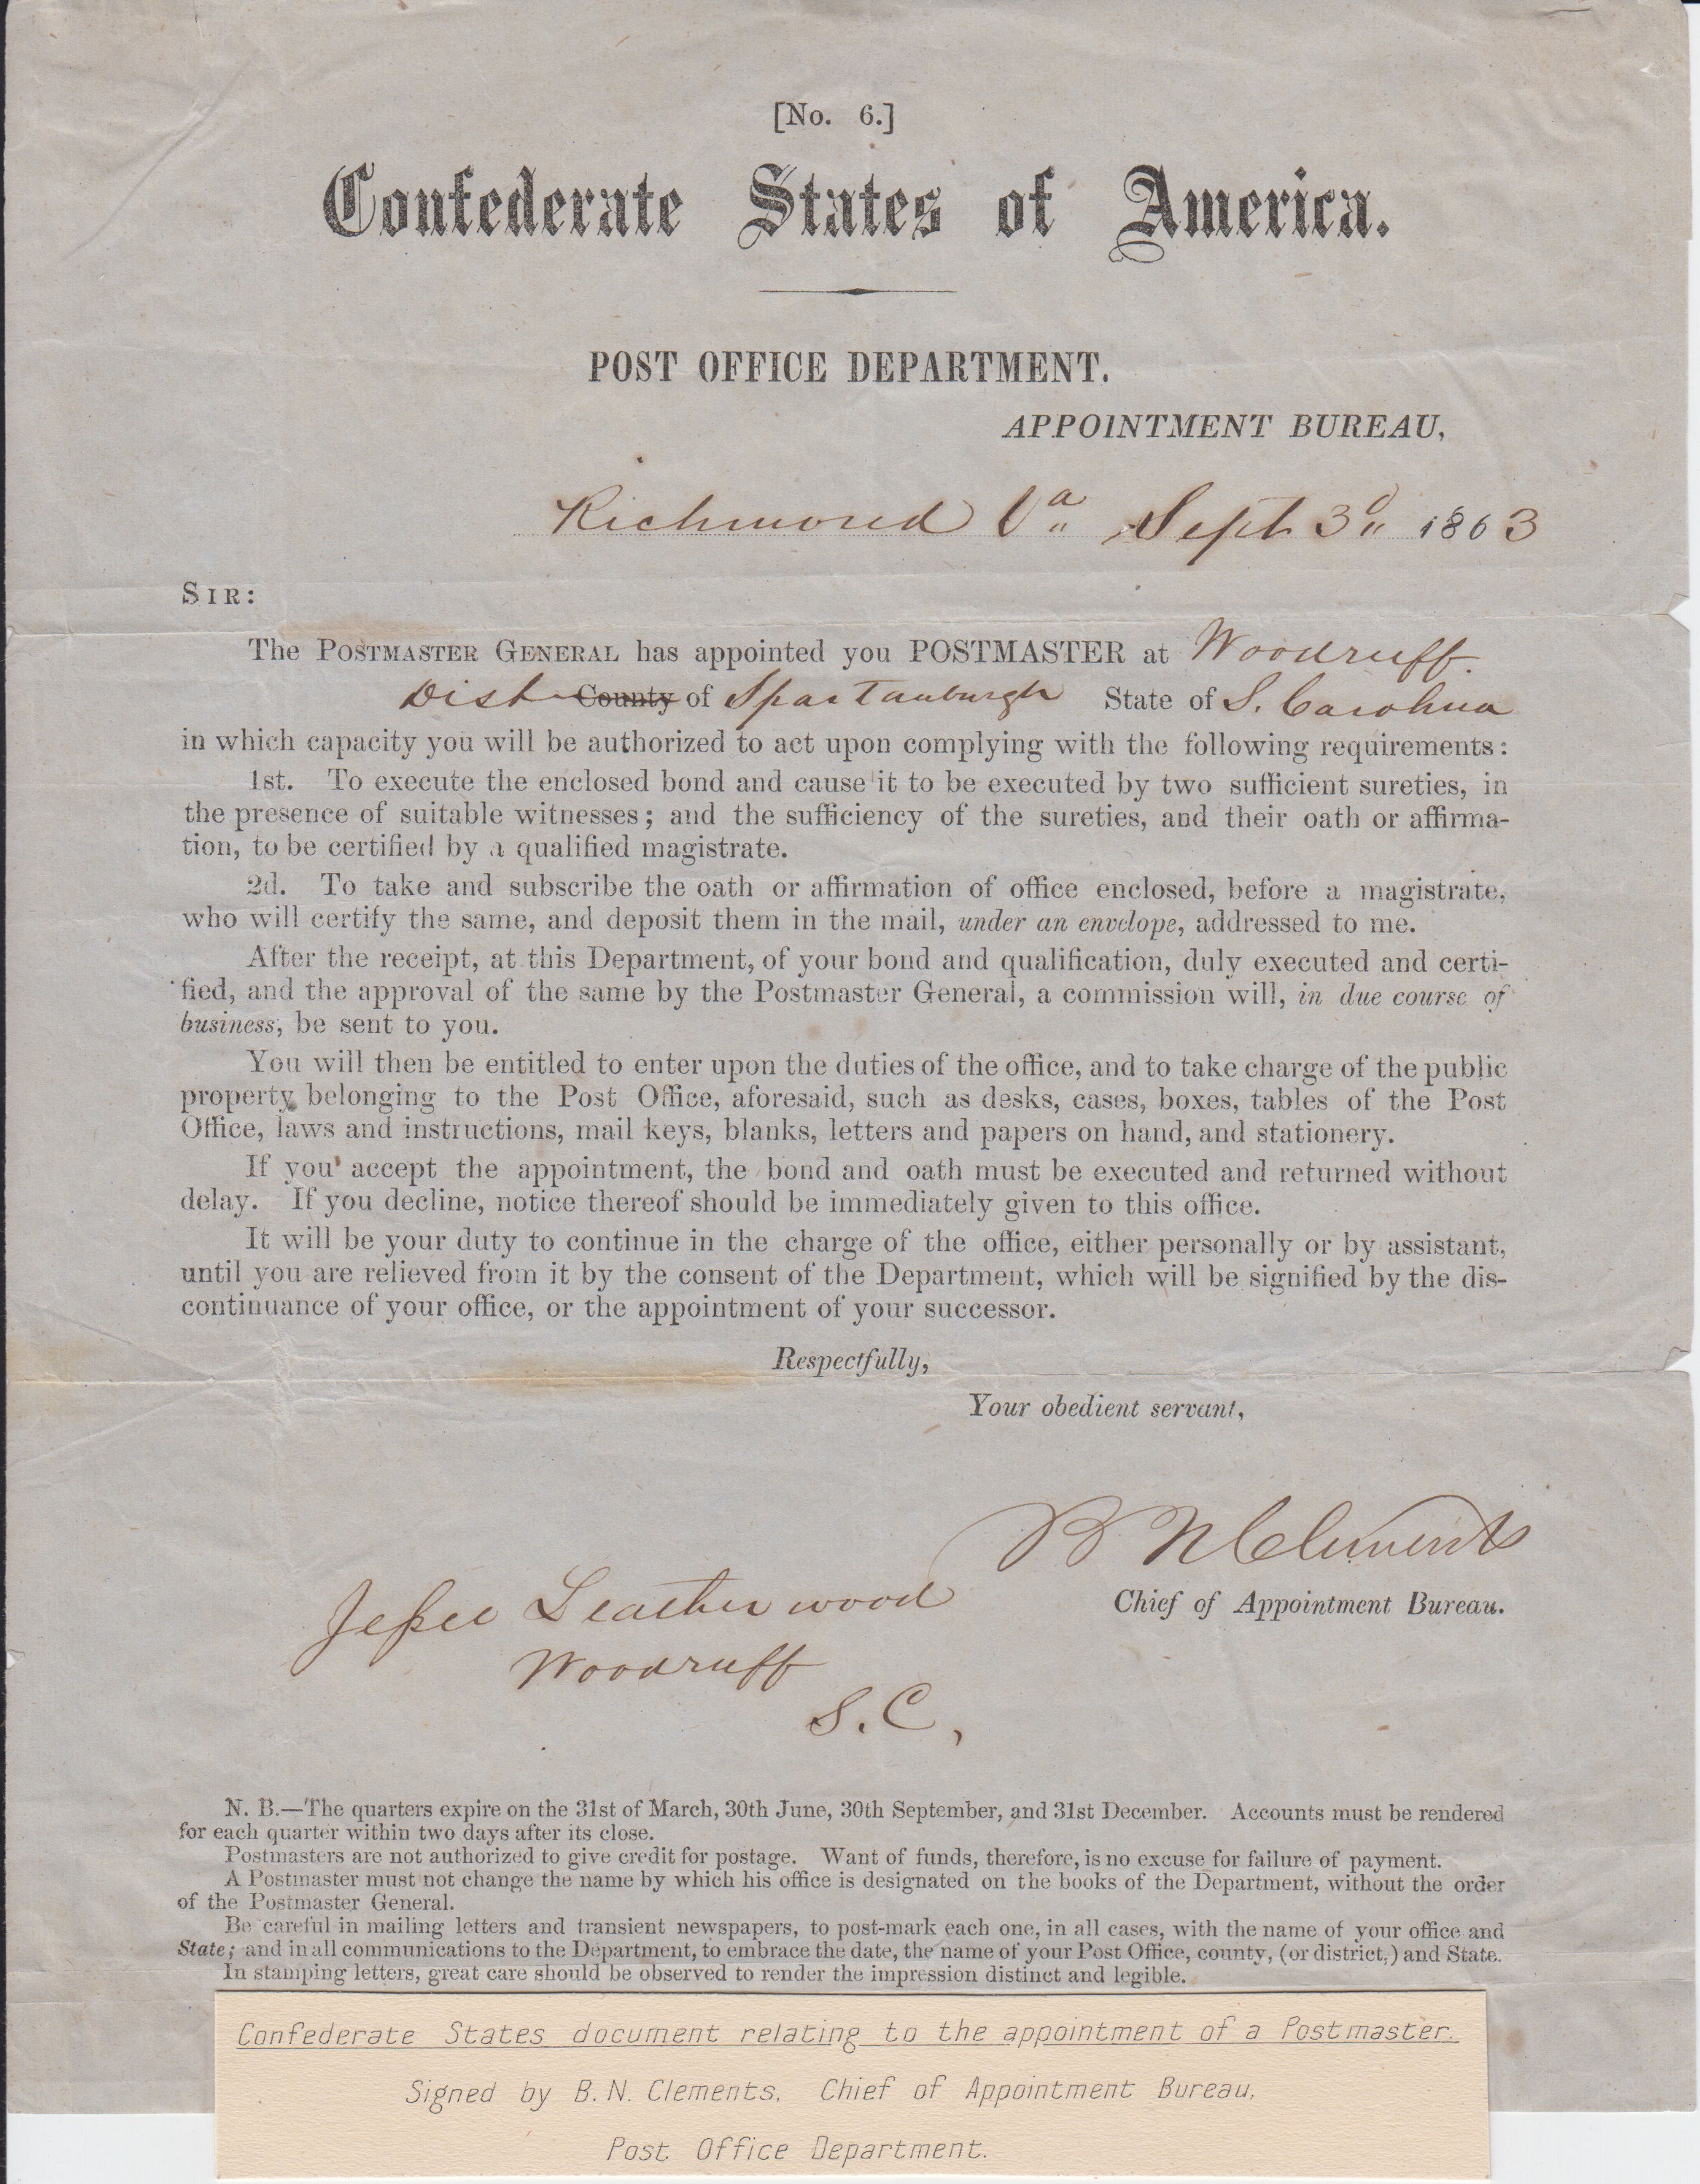 [No. 6.]
Confederate States of America.
POST OFFICE DEPARTMENT.
APPOINTMENT BUREAU,
Richmond Va Sept 3d 1863
SIR:
The POSTMASTER GENERAL has appointed you POSTMASTER at Woodruff.
Dist County of Spartanburgh State of S. Carolina
in which capacity you will be authorized to act upon complying with the following requirements:
1st. To execute the enclosed bond and cause it to be executed by two sufficient sureties, in
the presence of suitable witnesses; and the sufficiency of the sureties, and their oath or affirma-
tion, to be certified by a qualified magistrate.
2d. To take and subscribe the oath or affirmation of office enclosed, before a magistrate,
who will certify the same, and deposit them in the mail, under an envelope, addressed to me.
After the receipt, at this Department, of your bond and qualification, duly executed and certi-
fied, and the approval of the same by the Postmaster General, a commission will, in due course of
business, be sent to you.
You will then be entitled to enter upon the duties of the office, and to take charge of the public
property belonging to the Post Office, aforesaid, such as desks, cases, boxes, tables of the Post
Office, laws and instructions, mail keys, blanks, letters and papers on hand, and stationery.
If you accept the appointment, the bond and oath must be executed and returned without
delay. If you decline, notice thereof should be immediately given to this office.
It will be your duty to continue in the charge of the office, either personally or by assistant,
until you are relieved from it by the consent of the Department, which will be signified by the dis-
continuance of your office, or the appointment of your successor.
Respectfully,
Your obedient servant,
B N Clements
Chief of Appointment Bureau.
Jessee Leatherwood
Woodruff
S. C,
N. B.—The quarters expire on the 31st of March, 30th June, 30th September, and 31st December. Accounts must be rendered
for each quarter within two days after its close.
Postmasters are not authorized to give credit for postage. Want of funds, therefore, is no excuse for failure of payment.
A Postmaster must not change the name by which his office is designated on the books of the Department, without the order
of the Postmaster General.
Be careful in mailing letters and transient newspapers, to post-mark each one, in all cases, with the name of your office and
State; and in all communications to the Department, to embrace the date, the name of your Post Office, county, (or district,) and State.
In stamping letters, great care should be observed to render the impression distinct and legible.
Confederate States document relating to the appointment of a Postmaster.
Signed by B.N. Clements, Chief of Appointment Bureau,
Post Office Department.